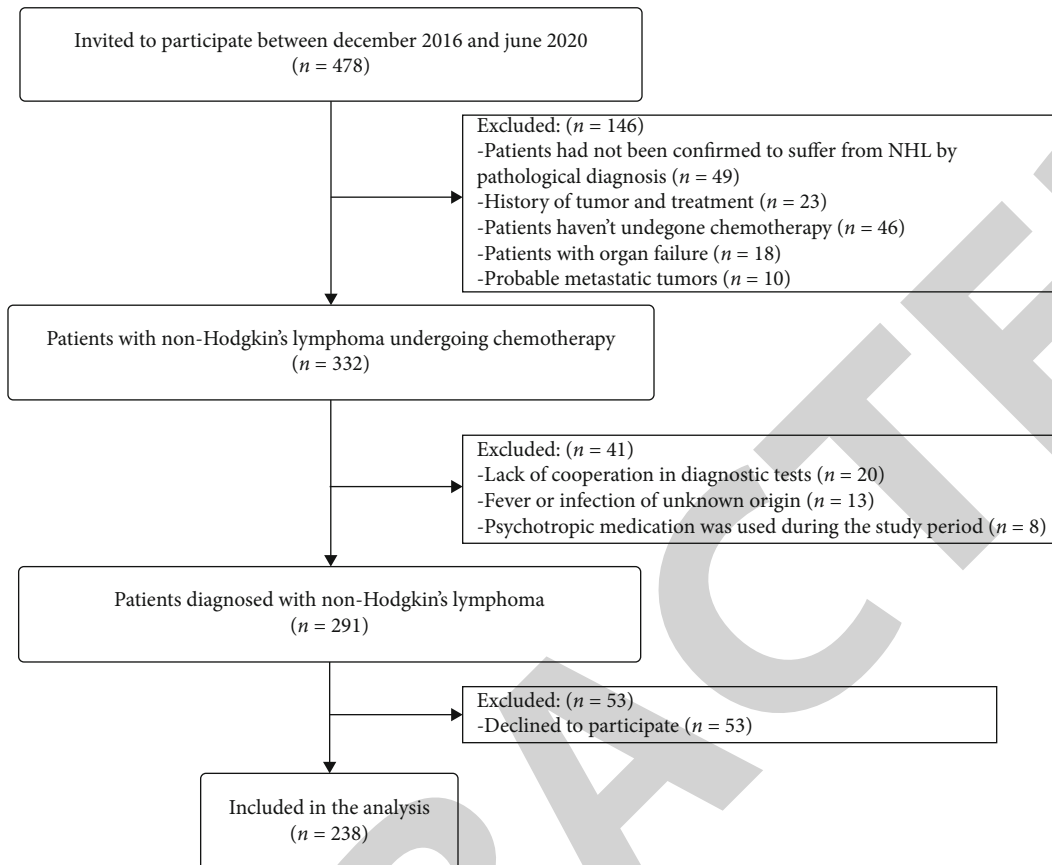 Invited to participate between december 2016 and june 2020
(n = 478)
Excluded: (n = 146)
-Patients had not been confirmed to suffer from NHL by
pathological diagnosis (n = 49)
-History of tumor and treatment (n = 23)
-Patients haven't undegone chemotherapy (n = 46)
-Patients with organ failure (n = 18)
-Probable metastatic tumors (n = 10)
Patients with non-Hodgkin's lymphoma undergoing chemotherapy
(n = 332)
Excluded: (n = 41)
-Lack of cooperation in diagnostic tests (n = 20)
-Fever or infection of unknown origin (n = 13)
-Psychotropic medication was used during the study period (n = 8)
Patients diagnosed with non-Hodgkin's lymphoma
(n = 291)
Excluded: (n = 53)
-Declined to participate (n = 53)
Included in the analysis
(n = 238)